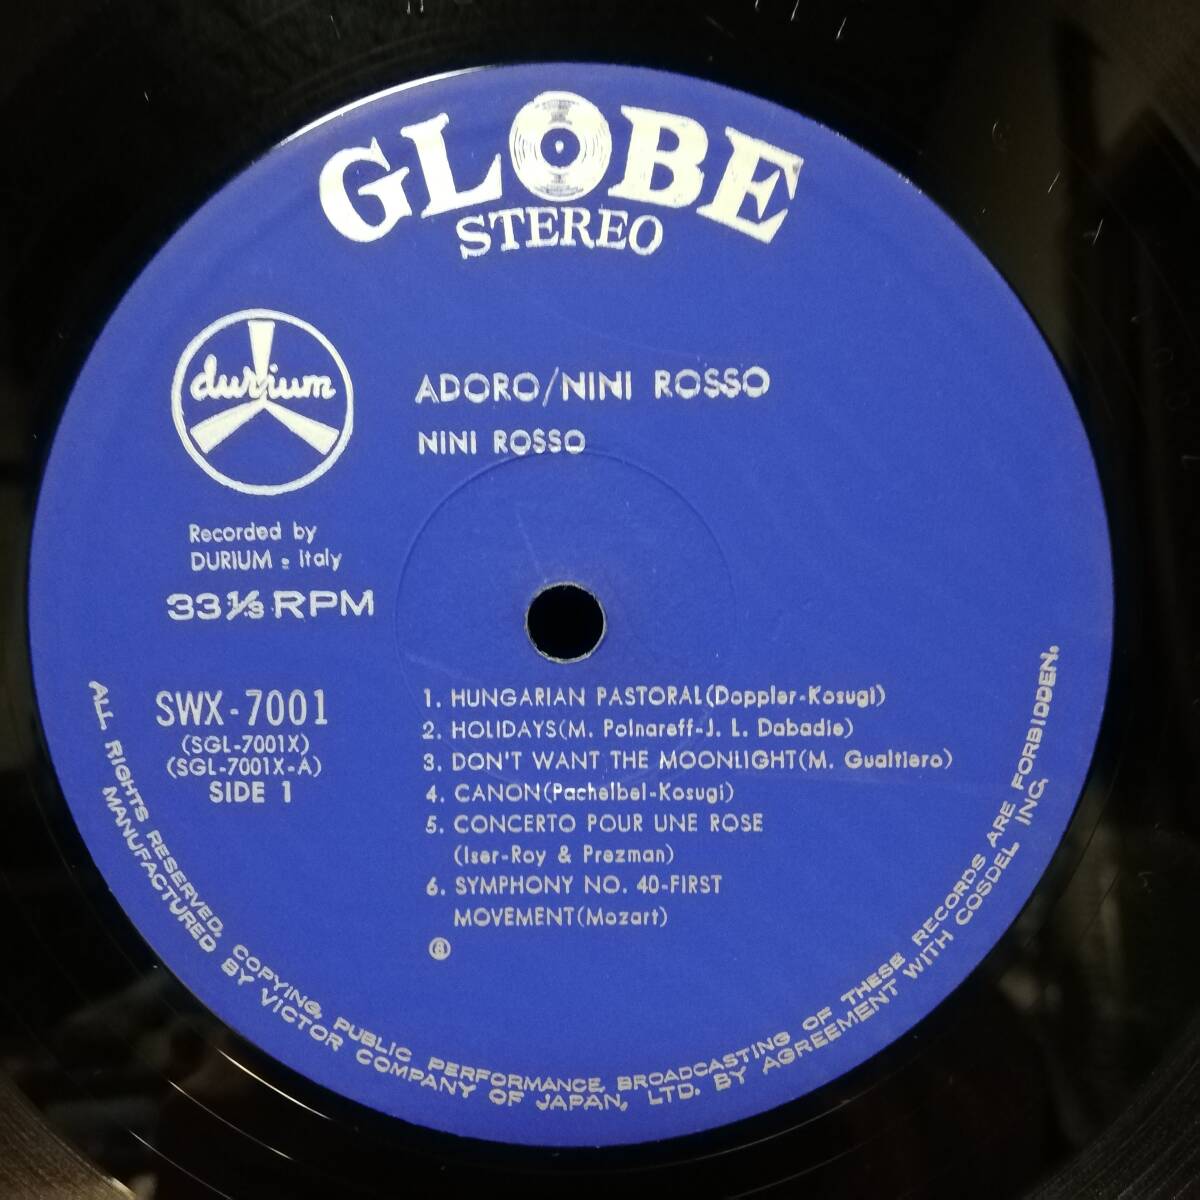 GLOBE
STEREO
durium
ADORO/NINI ROSSO
NINI ROSSO
Recorded by
DURIUM - Italy
33 1/3 RPM
SWX-7001
(SGL-7001X)
(SGL-7001X-A)
SIDE 1
1. HUNGARIAN PASTORAL(Doppler-Kosugi)
2. HOLIDAYS(M. Polnareff-J. L. Dabadie)
3. DON'T WANT THE MOONLIGHT(M. Gualtiero)
4. CANON(Pachelbel-Kosugi)
5. CONCERTO POUR UNE ROSE
(Iser-Roy & Prezman)
6. SYMPHONY NO. 40-FIRST
MOVEMENT(Mozart)
ALL RIGHTS RESERVED, COPYING, PUBLIC PERFORMANCE, BROADCASTING OF THESE RECORDS ARE FORBIDDEN.
MANUFACTURED BY VICTOR COMPANY OF JAPAN, LTD. BY AGREEMENT WITH COSDEL INC.